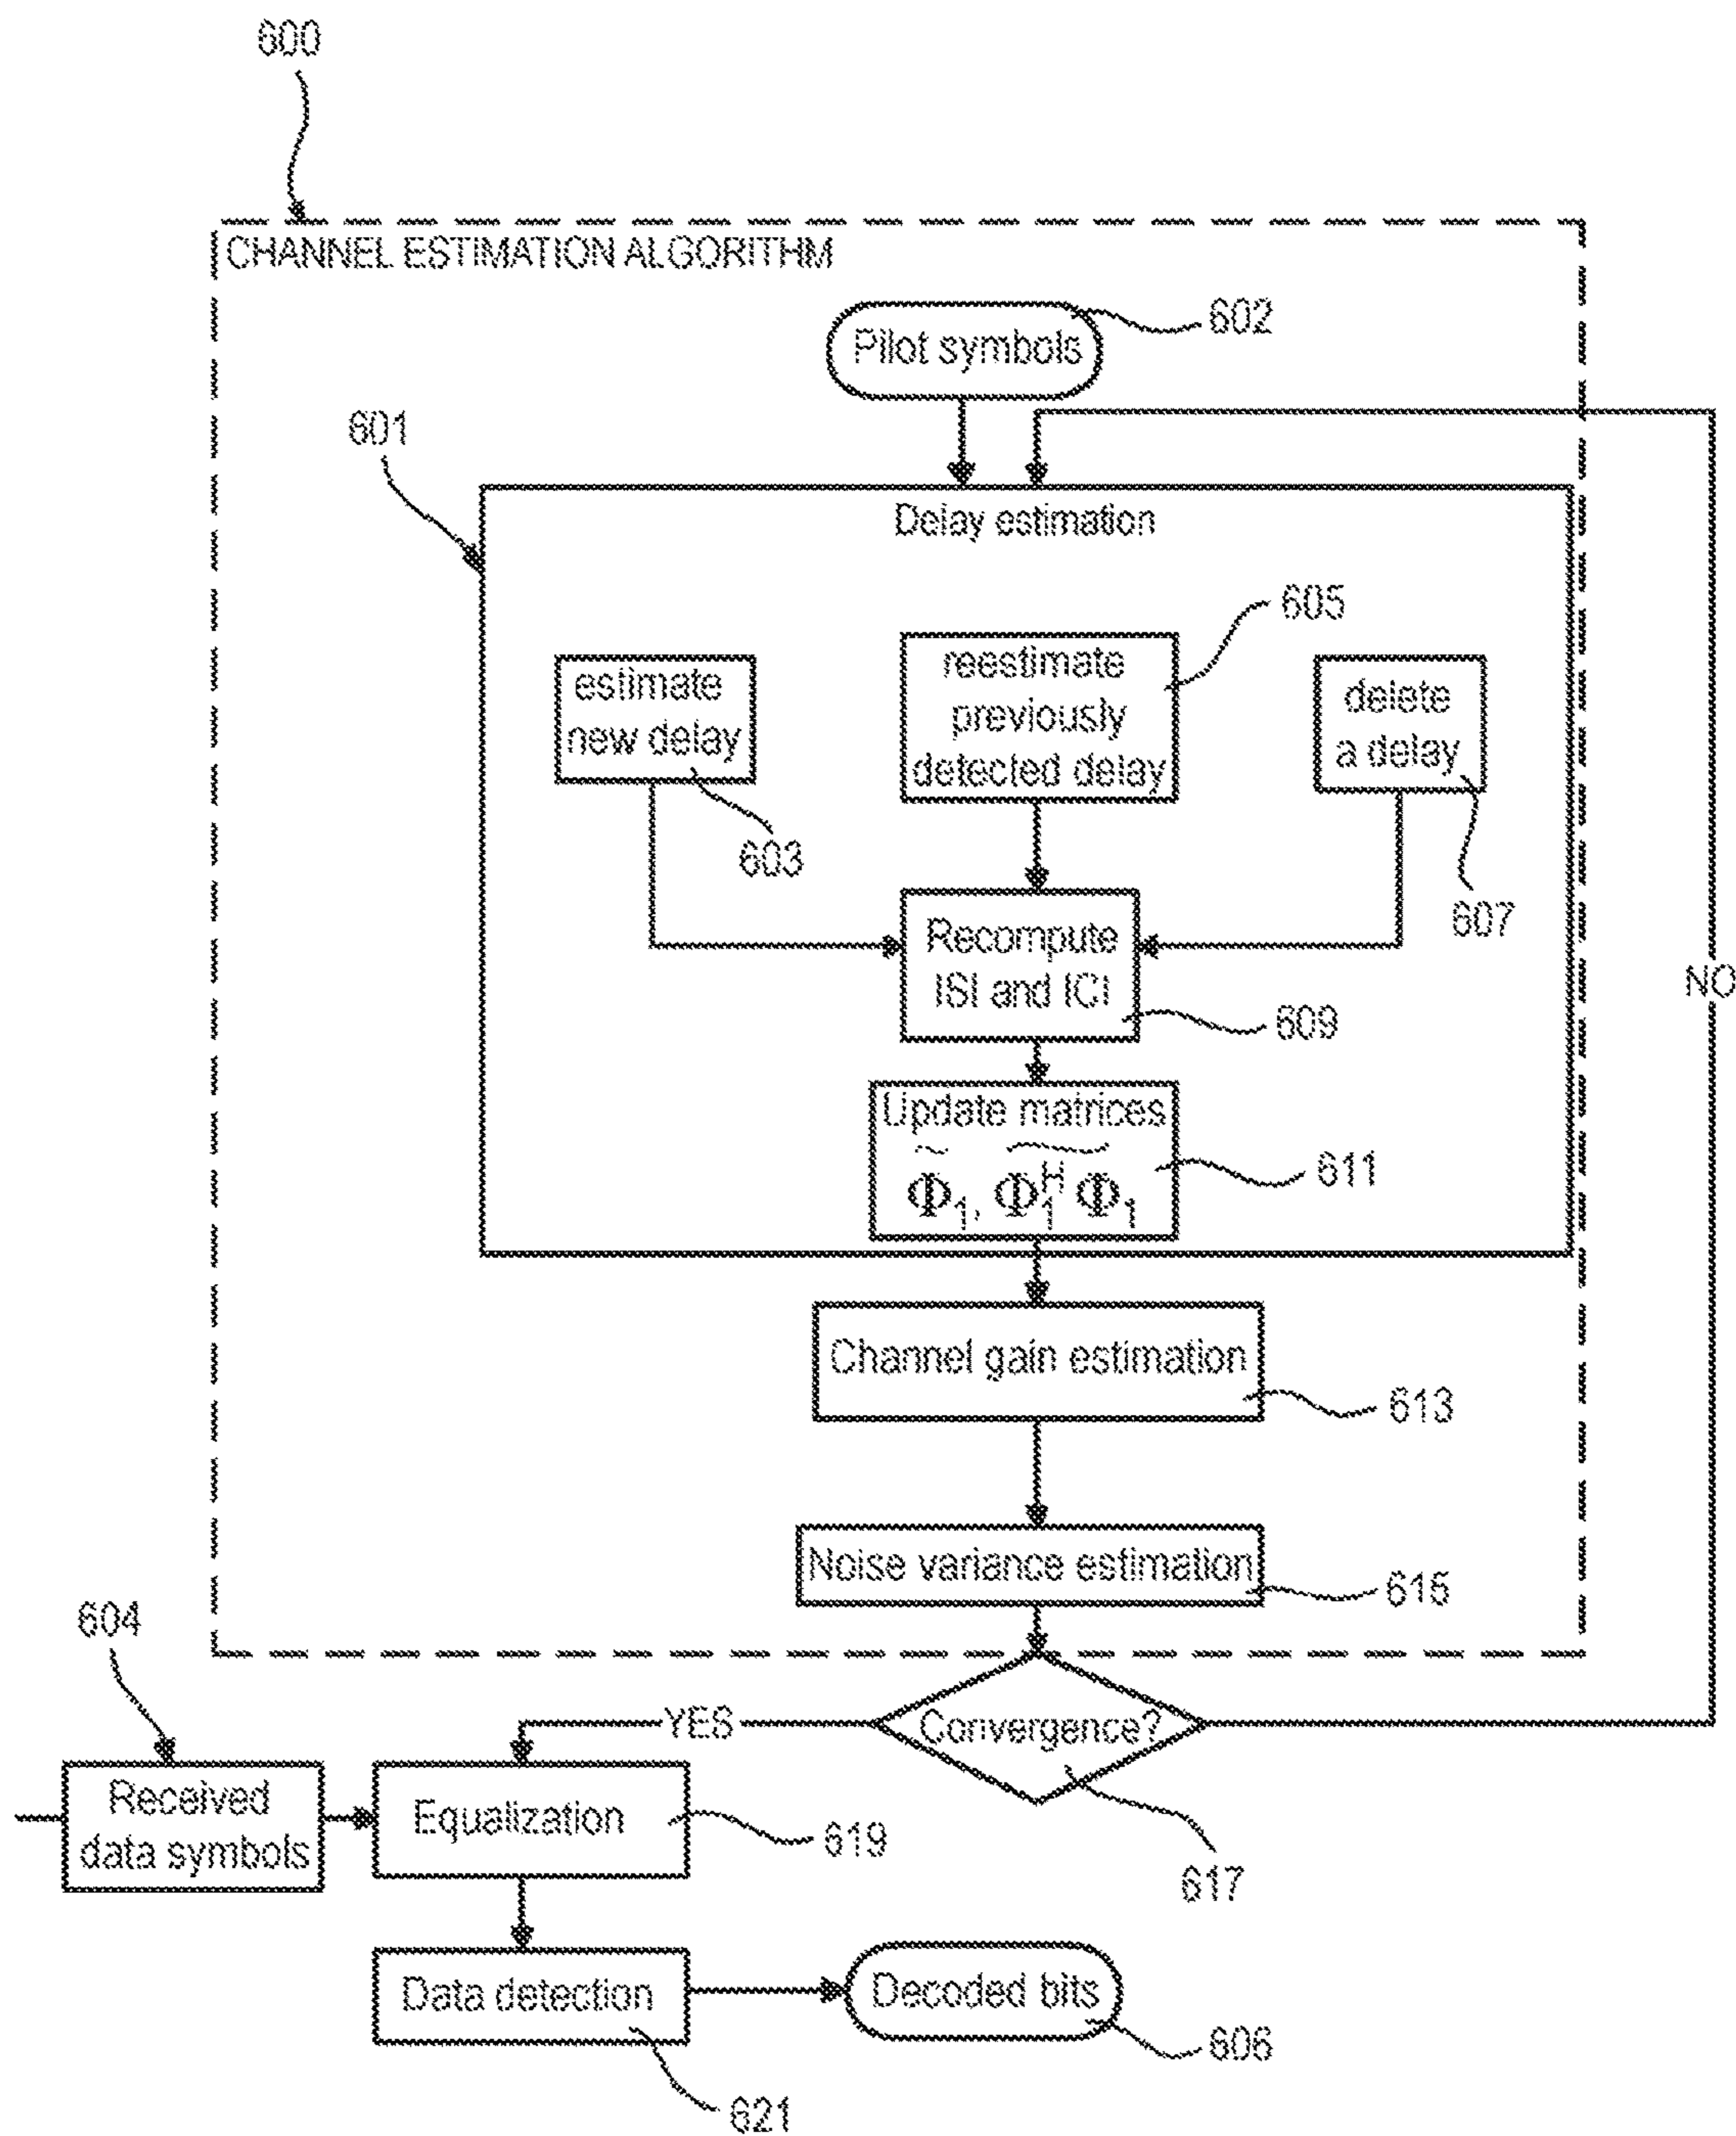 600
CHANNEL ESTIMATION ALGORITHM
Pilot symbols
602
601
Delay estimation
605
estimate
new delay
603
reestimate
previously
detected delay
delete
a delay
607
Recompute
ISI and ICI
609
NO
Update matrices
Φ̃₁, Φ₁ᴴ Φ₁
611
Channel gain estimation
613
Noise variance estimation
615
604
YES
Convergence?
617
Received
data symbols
Equalization
619
Data detection
621
Decoded bits
606